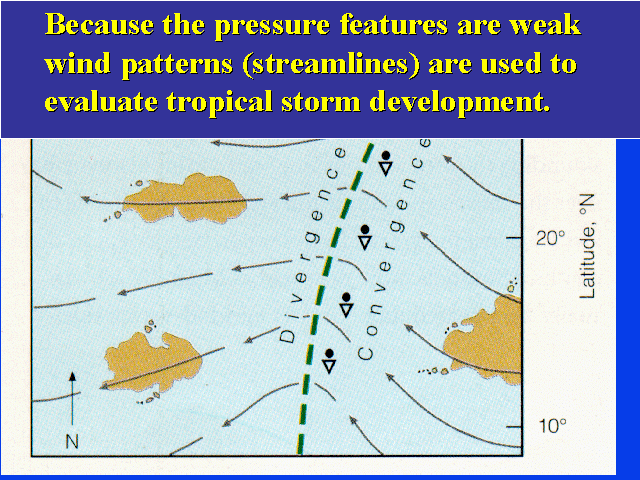 Because the pressure features are weak
wind patterns (streamlines) are used to
evaluate tropical storm development.
Divergence
Convergence
20°
Latitude, °N
10°
N